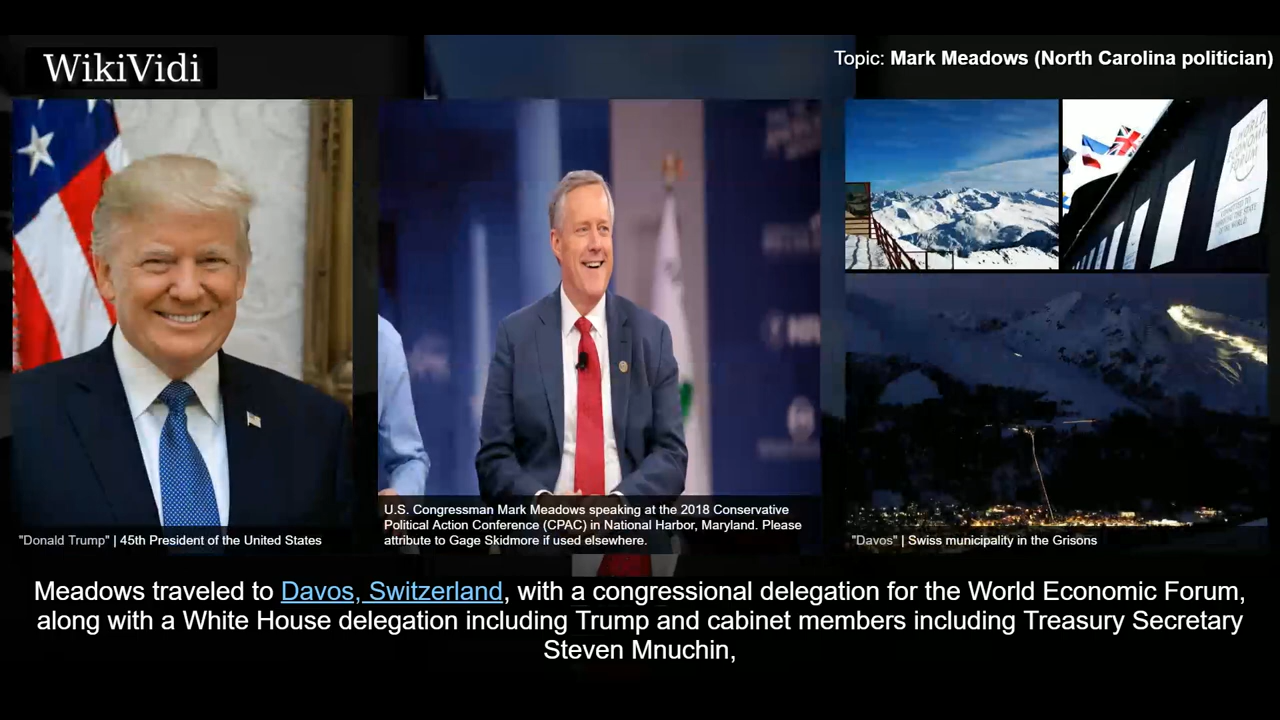 WikiVidi
Topic: Mark Meadows (North Carolina politician)
WORLD
ECONOMIC
FORUM
"Donald Trump" | 45th President of the United States
U.S. Congressman Mark Meadows speaking at the 2018 Conservative
Political Action Conference (CPAC) in National Harbor, Maryland. Please
attribute to Gage Skidmore if used elsewhere.
"Davos" | Swiss municipality in the Grisons
Meadows traveled to Davos, Switzerland, with a congressional delegation for the World Economic Forum,
along with a White House delegation including Trump and cabinet members including Treasury Secretary
Steven Mnuchin,